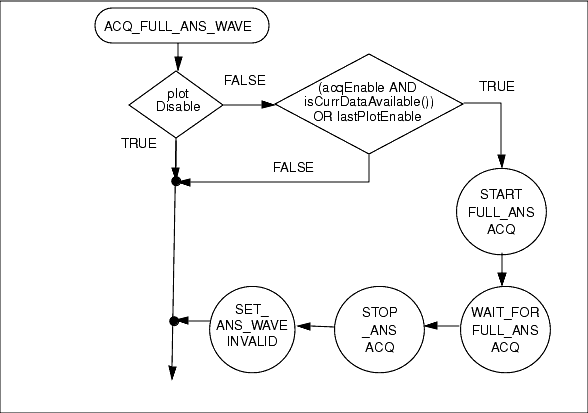 ACQ_FULL_ANS_WAVE
plot
Disable
FALSE
(acqEnable AND
isCurrDataAvailable())
OR lastPlotEnable
TRUE
TRUE
FALSE
START
FULL_ANS
ACQ
SET_
ANS_WAVE
INVALID
STOP
_ANS
ACQ
WAIT_FOR
FULL_ANS
ACQ